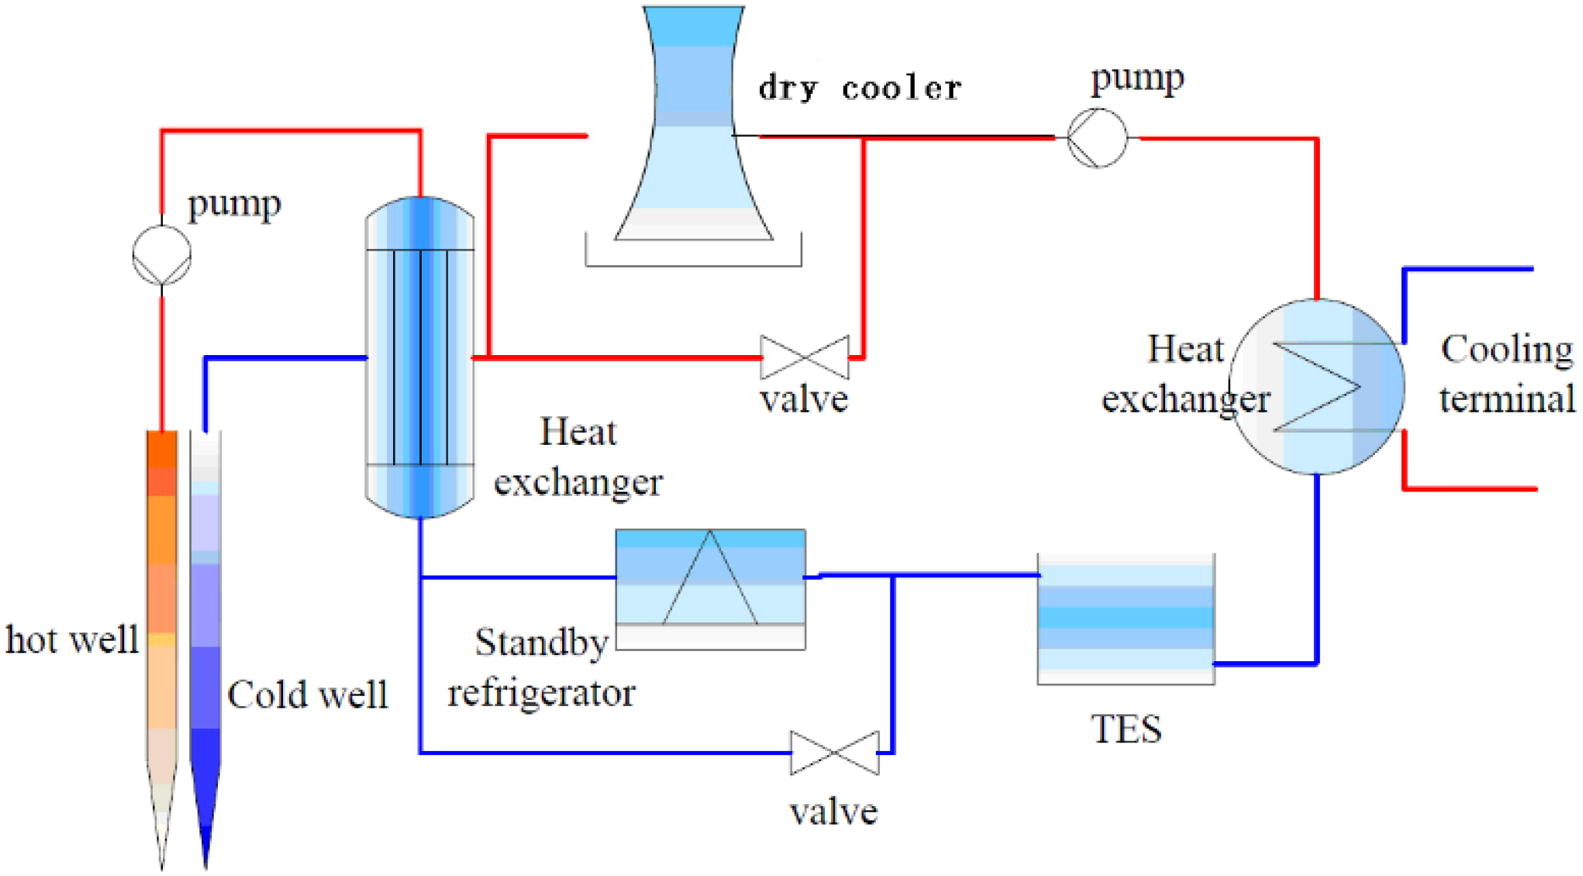 dry cooler
pump
pump
Heat
exchanger
Cooling
terminal
valve
Heat
exchanger
hot well
Cold well
Standby
refrigerator
TES
valve